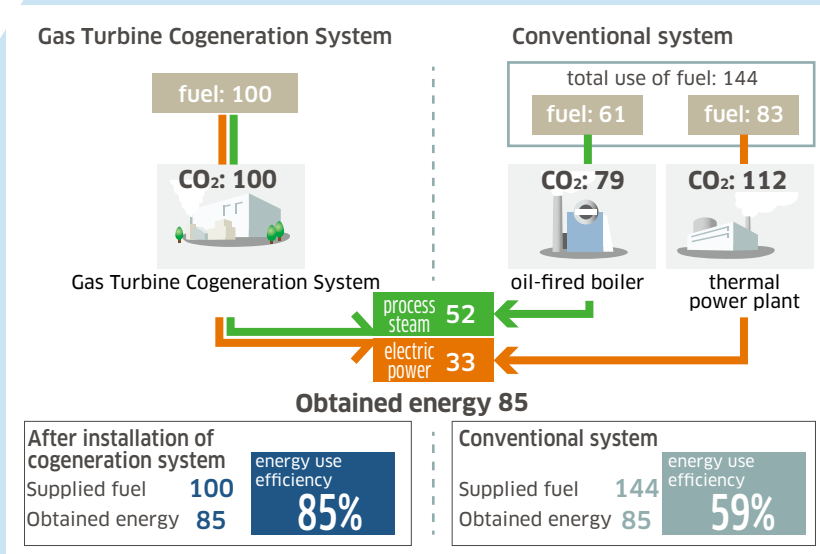 Gas Turbine Cogeneration System
Conventional system
total use of fuel: 144
fuel: 100
fuel: 61
fuel: 83
CO₂: 100
CO₂: 79
CO₂: 112
Gas Turbine Cogeneration System
oil-fired boiler
thermal
power plant
process
steam 52
electric
power 33
Obtained energy 85
After installation of
cogeneration system
Supplied fuel 100
Obtained energy 85
energy use
efficiency
85%
Conventional system
Supplied fuel 144
Obtained energy 85
energy use
efficiency
59%